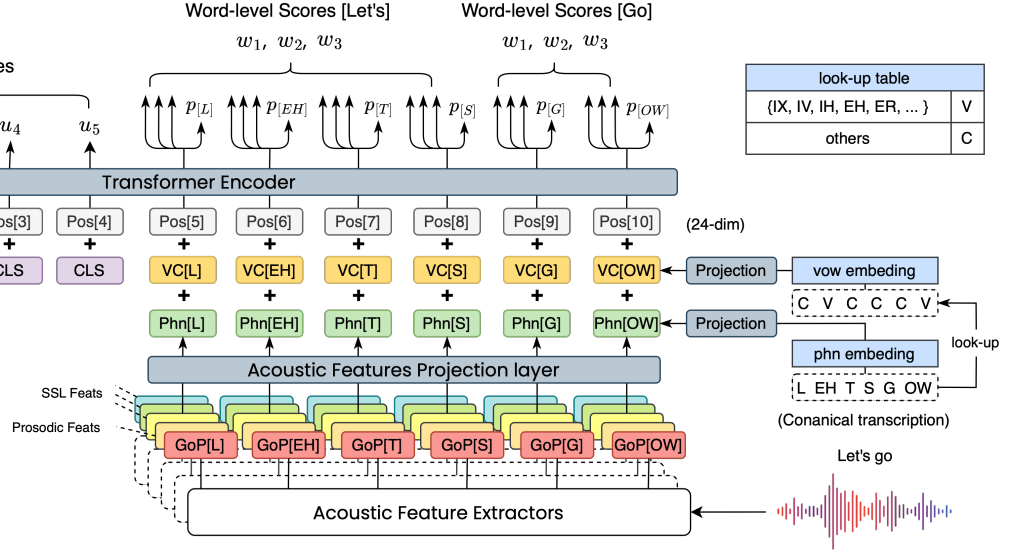 Word-level Scores [Let's] Word-level Scores [Go]
w1, w2, w3 w1, w2, w3
es
u4 u5
p[L] p[EH] p[T] p[S] p[G] p[OW]
look-up table
{IX, IV, IH, EH, ER, ... } V
others C
Transformer Encoder
os[3] Pos[4] Pos[5] Pos[6] Pos[7] Pos[8] Pos[9] Pos[10] (24-dim)
+ + + + + + + +
CLS CLS VC[L] VC[EH] VC[T] VC[S] VC[G] VC[OW] Projection vow embeding
C V C C C V
+ + + + + +
Phn[L] Phn[EH] Phn[T] Phn[S] Phn[G] Phn[OW] Projection
look-up
phn embeding
Acoustic Features Projection layer
L EH T S G OW
SSL Feats
(Conanical transcription)
Prosodic Feats
GoP[L] GoP[EH] GoP[T] GoP[S] GoP[G] GoP[OW]
Let's go
Acoustic Feature Extractors